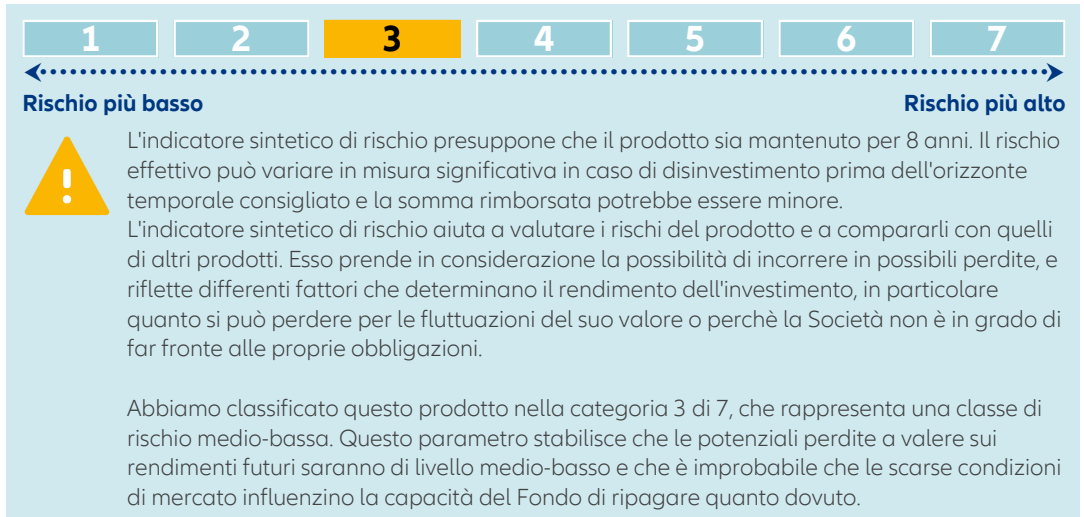 1 2 3 4 5 6 7
Rischio più basso Rischio più alto
L'indicatore sintetico di rischio presuppone che il prodotto sia mantenuto per 8 anni. Il rischio
effettivo può variare in misura significativa in caso di disinvestimento prima dell'orizzonte
temporale consigliato e la somma rimborsata potrebbe essere minore.
L'indicatore sintetico di rischio aiuta a valutare i rischi del prodotto e a compararli con quelli
di altri prodotti. Esso prende in considerazione la possibilità di incorrere in possibili perdite, e
riflette differenti fattori che determinano il rendimento dell'investimento, in particolare
quanto si può perdere per le fluttuazioni del suo valore o perchè la Società non è in grado di
far fronte alle proprie obbligazioni.
Abbiamo classificato questo prodotto nella categoria 3 di 7, che rappresenta una classe di
rischio medio-bassa. Questo parametro stabilisce che le potenziali perdite a valere sui
rendimenti futuri saranno di livello medio-basso e che è improbabile che le scarse condizioni
di mercato influenzino la capacità del Fondo di ripagare quanto dovuto.